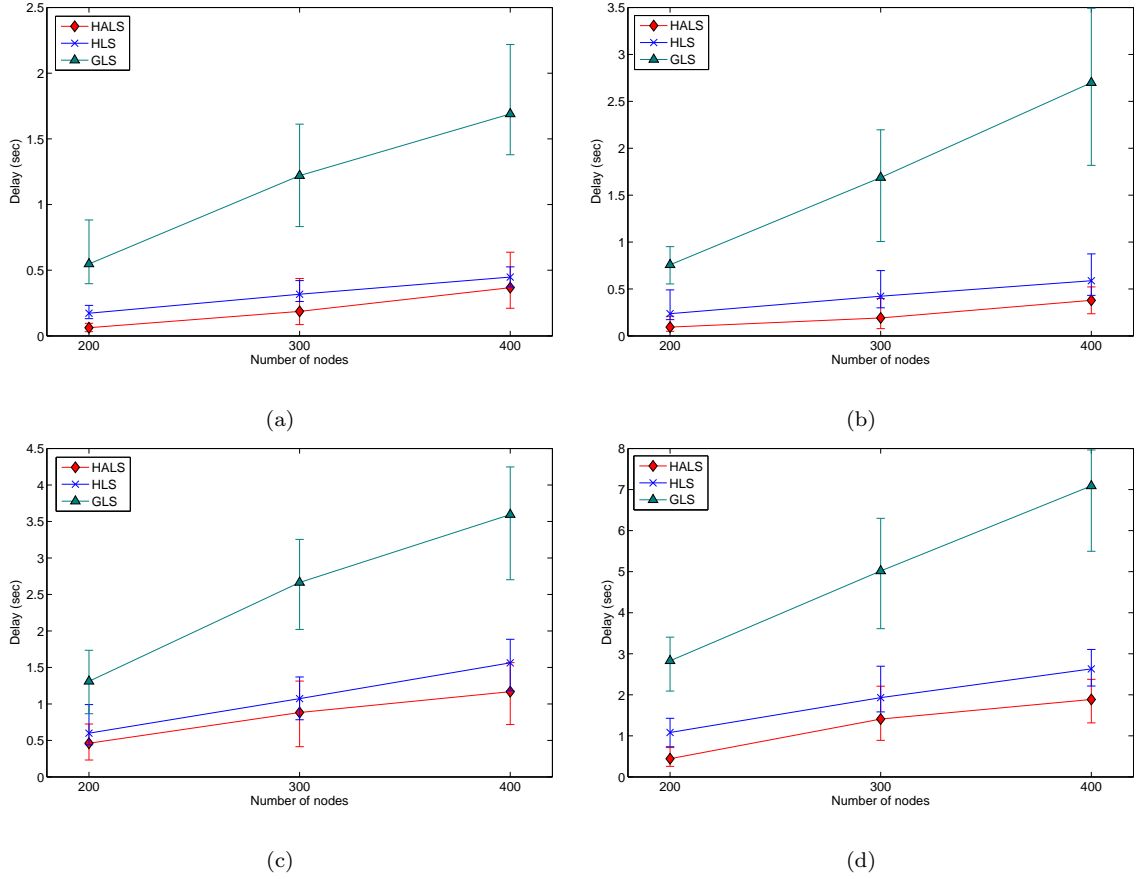 2.5
2
1.5
1
0.5
0
Delay (sec)
HALS
HLS
GLS
200
300
400
Number of nodes
(a)
3.5
3
2.5
2
1.5
1
0.5
0
Delay (sec)
HALS
HLS
GLS
200
300
400
Number of nodes
(b)
4.5
4
3.5
3
2.5
2
1.5
1
0.5
0
Delay (sec)
HALS
HLS
GLS
200
300
400
Number of nodes
(c)
8
7
6
5
4
3
2
1
0
Delay (sec)
HALS
HLS
GLS
200
300
400
Number of nodes
(d)